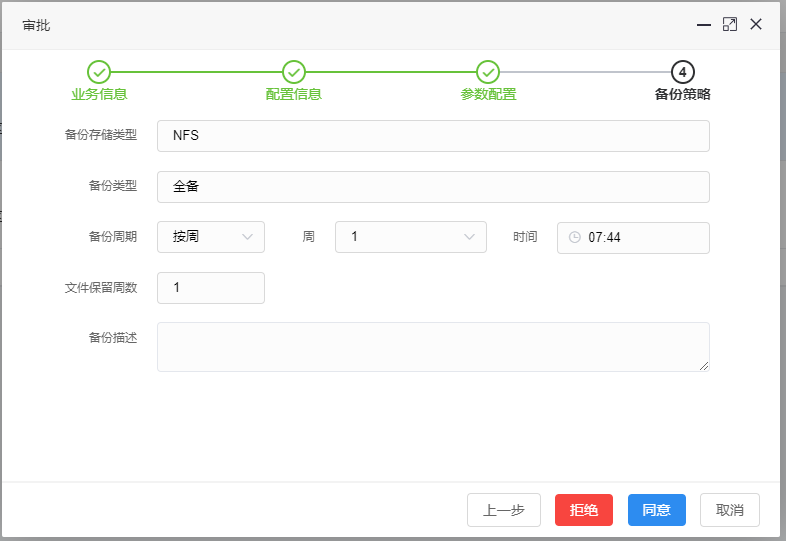 审批
4
业务信息 配置信息 参数配置 备份策略
备份存储类型 NFS
备份类型 全备
备份周期 按周 周 1 时间 07:44
文件保留周数 1
备份描述
上一步 拒绝 同意 取消